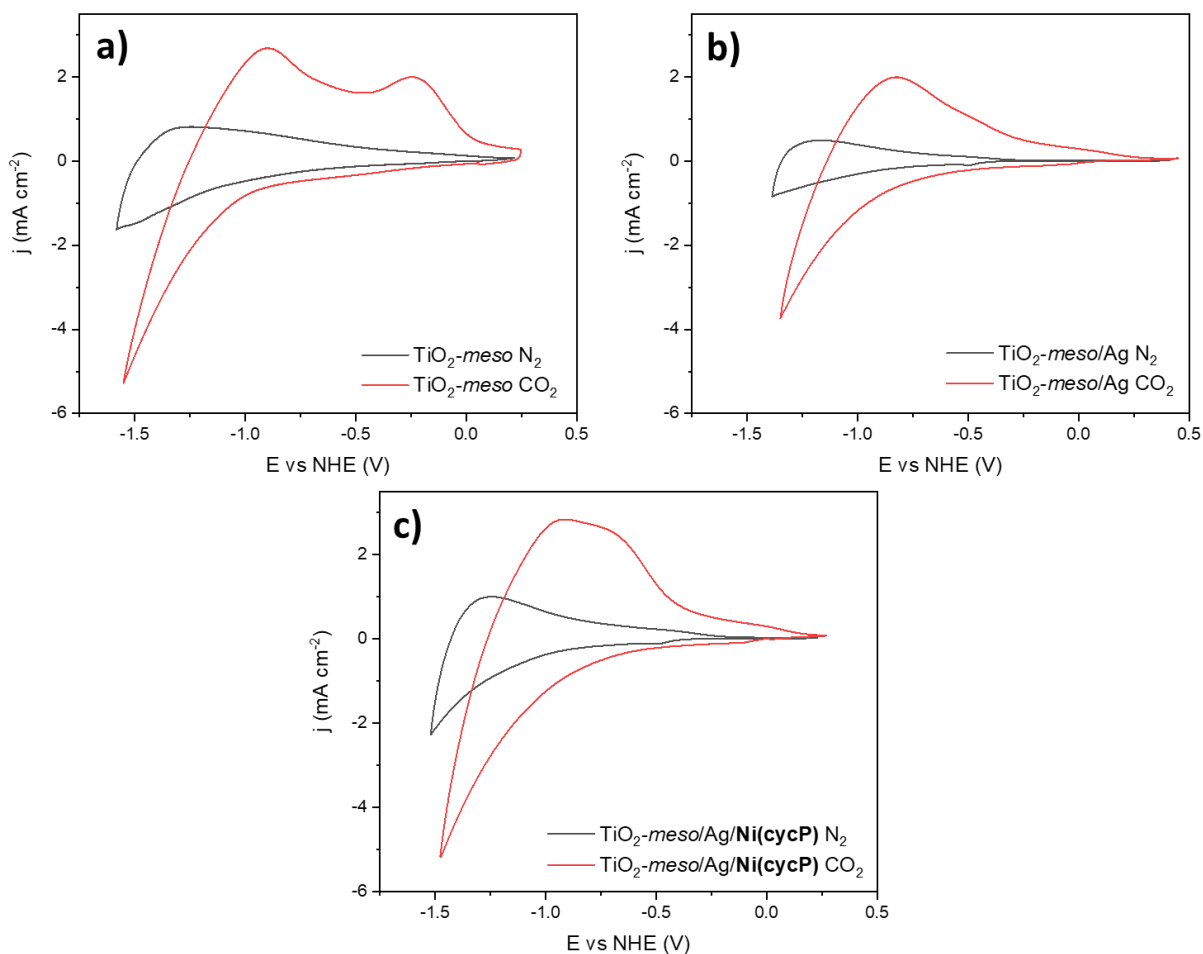 a)
2
0
-2
-4
-6
j (mA cm⁻²)
TiO₂-meso N₂
TiO₂-meso CO₂
-1.5 -1.0 -0.5 0.0 0.5
E vs NHE (V)
b)
2
0
-2
-4
-6
j (mA cm⁻²)
TiO₂-meso/Ag N₂
TiO₂-meso/Ag CO₂
-1.5 -1.0 -0.5 0.0 0.5
E vs NHE (V)
c)
2
0
-2
-4
-6
j (mA cm⁻²)
TiO₂-meso/Ag/Ni(cycP) N₂
TiO₂-meso/Ag/Ni(cycP) CO₂
-1.5 -1.0 -0.5 0.0 0.5
E vs NHE (V)